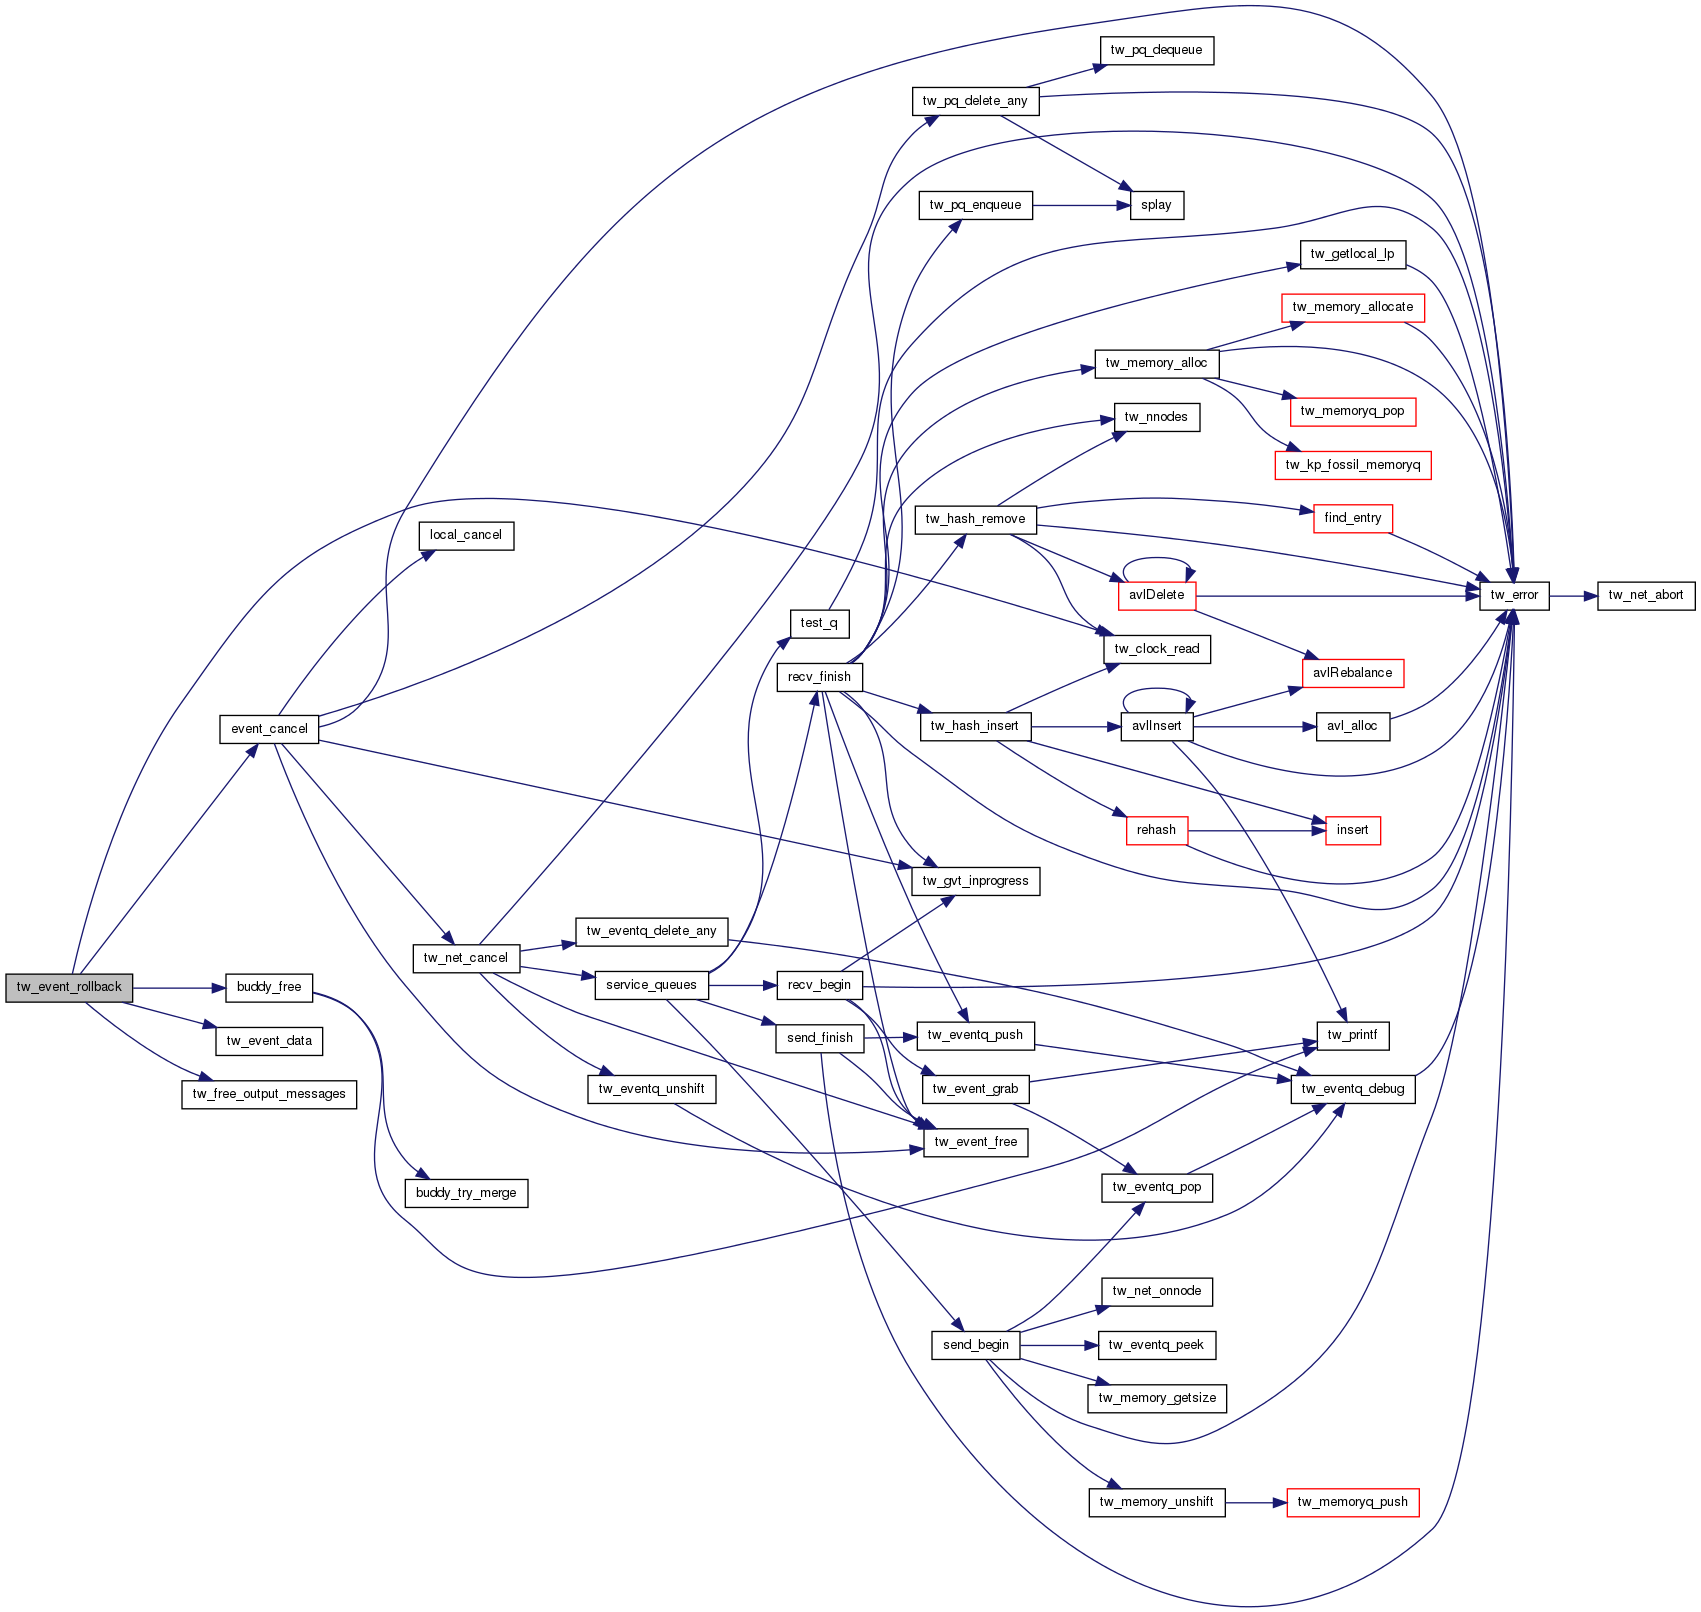 tw_pq_dequeue
tw_pq_delete_any
tw_pq_enqueue
splay
tw_getlocal_lp
tw_memory_allocate
tw_memory_alloc
tw_memoryq_pop
tw_nnodes
tw_kp_fossil_memoryq
local_cancel
tw_hash_remove
find_entry
avlDelete
tw_error
tw_net_abort
test_q
tw_clock_read
recv_finish
avlRebalance
event_cancel
tw_hash_insert
avlInsert
avl_alloc
rehash
insert
tw_gvt_inprogress
tw_eventq_delete_any
tw_net_cancel
tw_event_rollback
buddy_free
service_queues
recv_begin
tw_event_data
send_finish
tw_eventq_push
tw_printf
tw_free_output_messages
tw_eventq_unshift
tw_event_grab
tw_eventq_debug
tw_event_free
buddy_try_merge
tw_eventq_pop
tw_net_onnode
send_begin
tw_eventq_peek
tw_memory_getsize
tw_memory_unshift
tw_memoryq_push